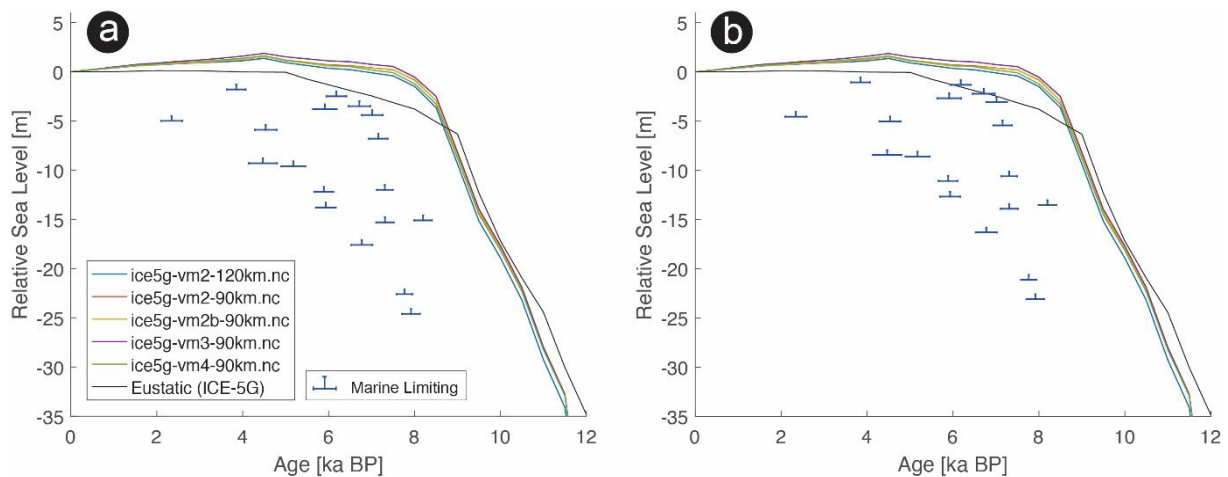 a
Relative Sea Level [m]
5
0
-5
-10
-15
-20
-25
-30
-35
ice5g-vm2-120km.nc
ice5g-vm2-90km.nc
ice5g-vm2b-90km.nc
ice5g-vm3-90km.nc
ice5g-vm4-90km.nc
Eustatic (ICE-5G)
Marine Limiting
0 2 4 6 8 10 12
Age [ka BP]
b
Relative Sea Level [m]
5
0
-5
-10
-15
-20
-25
-30
-35
0 2 4 6 8 10 12
Age [ka BP]